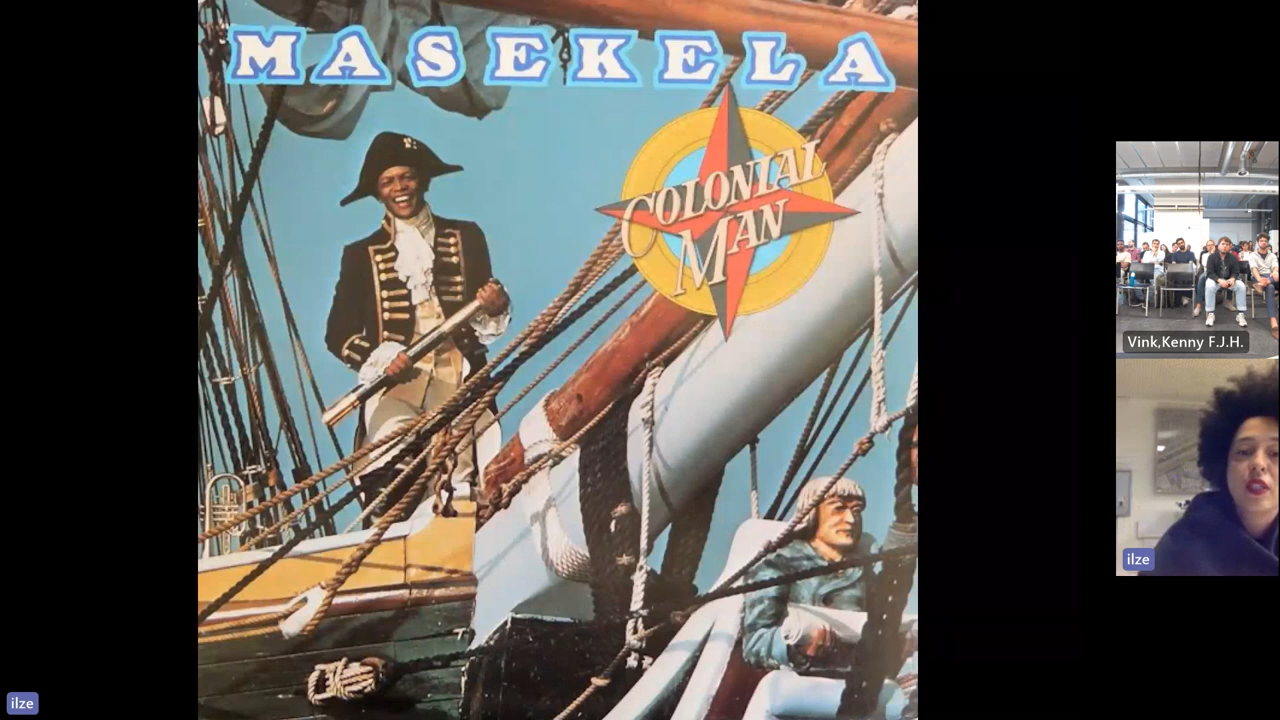 MASEKELA
COLONIAL
MAN
Vink,Kenny F.J.H.
ilze
ilze